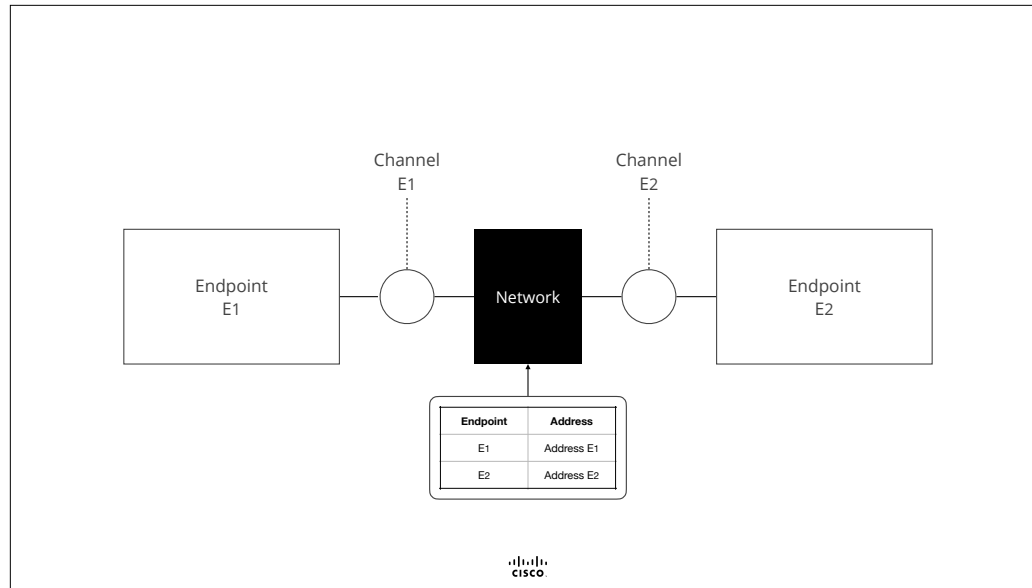 Channel
E1
Channel
E2
Endpoint
E1
Network
Endpoint
E2
Endpoint Address
E1 Address E1
E2 Address E2
CISCO